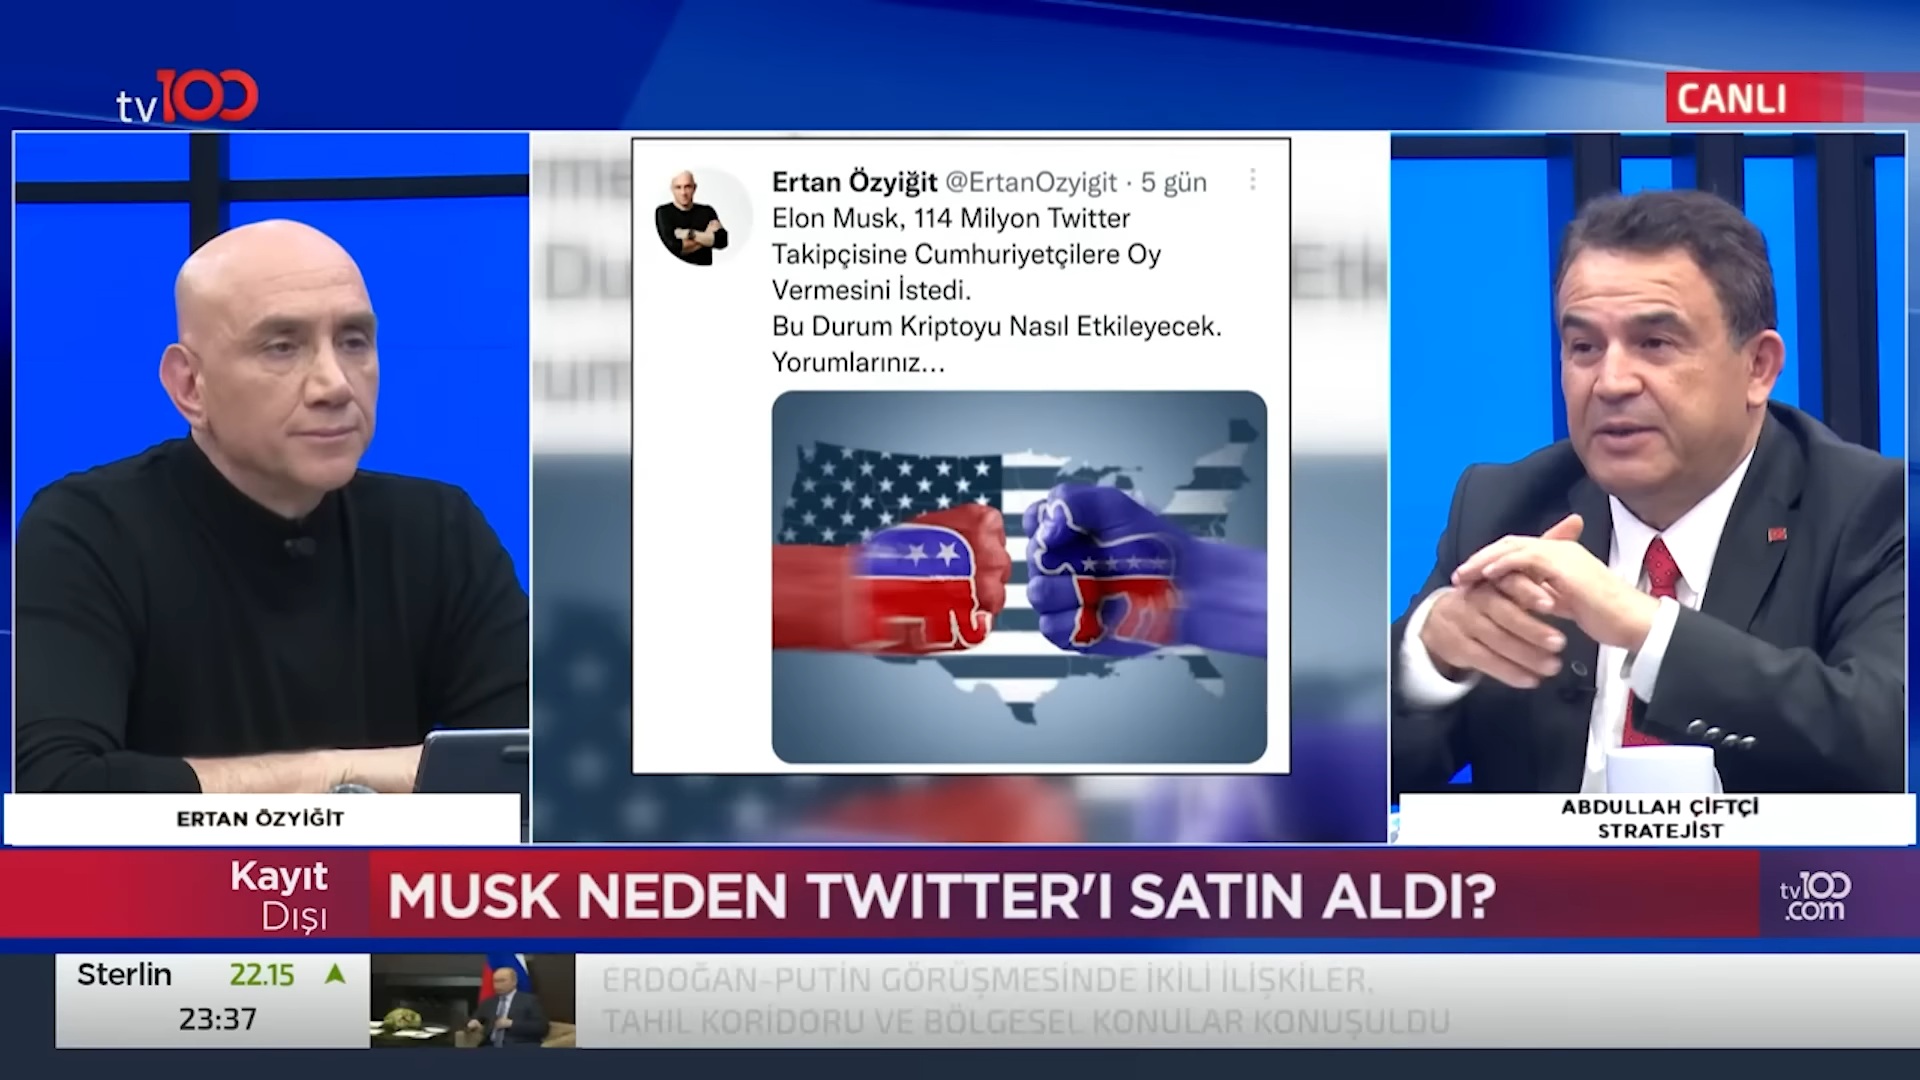 tv100
CANLI
Ertan Özyiğit @ErtanOzyigit · 5 gün
Elon Musk, 114 Milyon Twitter
Takipçisine Cumhuriyetçilere Oy
Vermesini İstedi.
Bu Durum Kriptoyu Nasıl Etkileyecek.
Yorumlarınız...
ERTAN ÖZYİĞİT
ABDULLAH ÇİFTÇİ
STRATEJİST
Kayıt
Dışı
MUSK NEDEN TWITTER'I SATIN ALDI?
tv100
.com
Sterlin 22.15
23:37
ERDOĞAN-PUTİN GÖRÜŞMESİNDE İKİLİ İLİŞKİLER,
TAHIL KORİDORU VE BÖLGESEL KONULAR KONUŞULDU